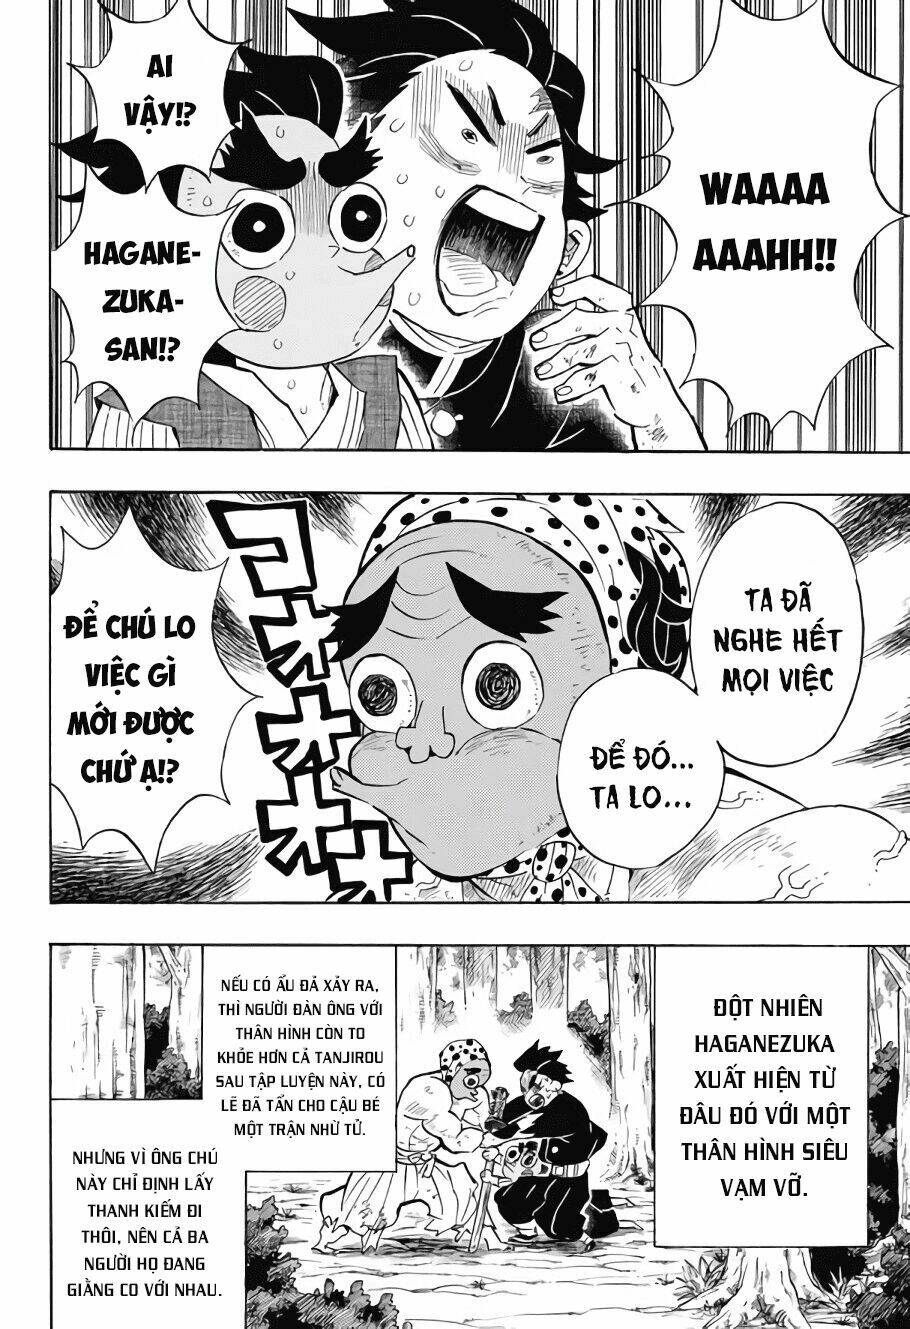 WAAAA
AAAHH!!
AI
VẬY!?
HAGANE-
ZUKA-
SAN!?
TA ĐÃ
NGHE HẾT
MỌI VIỆC
ĐỂ ĐÓ...
TA LO...
ゴオオオオ
ĐỂ CHÚ LO
VIỆC GÌ
MỚI ĐƯỢC
CHỨ Ạ!?
ĐỘT NHIÊN
HAGANEZUKA
XUẤT HIỆN TỪ
ĐÂU ĐÓ VỚI MỘT
THÂN HÌNH SIÊU
VẠM VỠ.
NẾU CÓ ẨU ĐẢ XẢY RA,
THÌ NGƯỜI ĐÀN ÔNG VỚI
THÂN HÌNH CÒN TO
KHỎE HƠN CẢ TANJIROU
SAU TẬP LUYỆN NÀY, CÓ
LẼ ĐÃ TẨN CHO CẬU BÉ
MỘT TRẬN NHỪ TỬ.
NHƯNG VÌ ÔNG CHÚ
NÀY CHỈ ĐỊNH LẤY
THANH KIẾM ĐI
THÔI, NÊN CẢ BA
NGƯỜI HỌ ĐANG
GIẰNG CO VỚI NHAU.